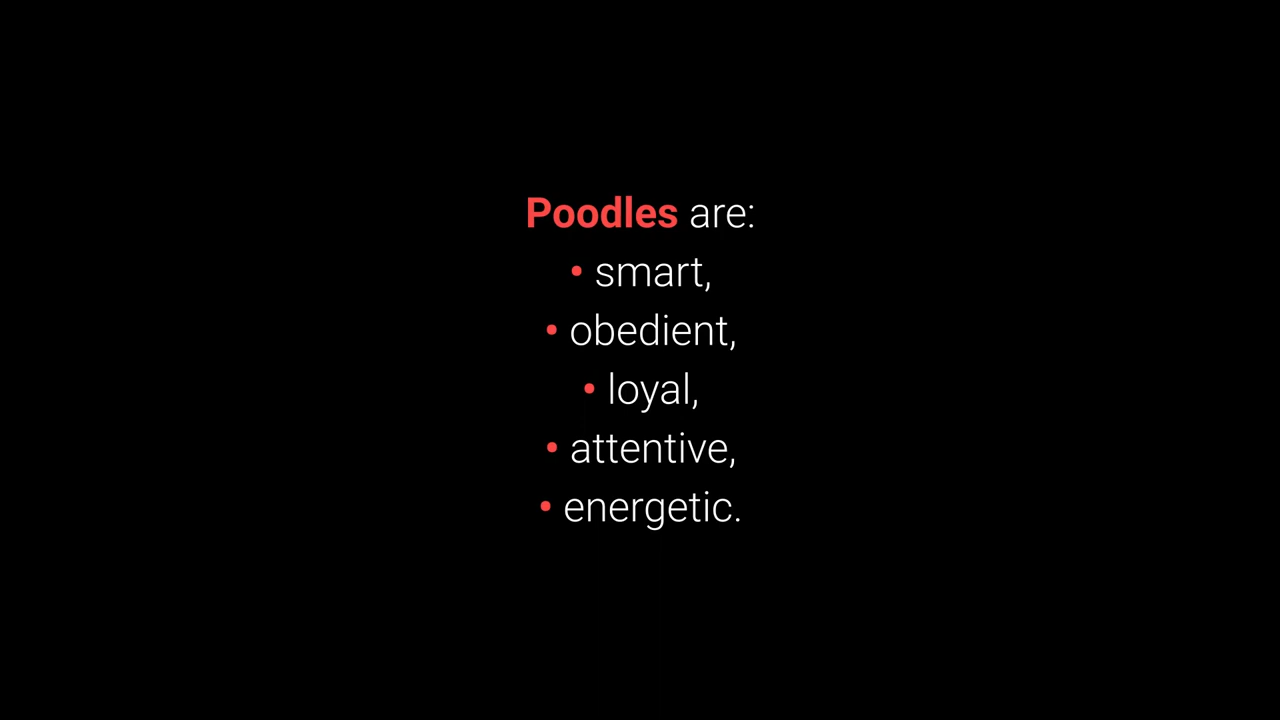 Poodles are:
• smart,
• obedient,
• loyal,
• attentive,
• energetic.